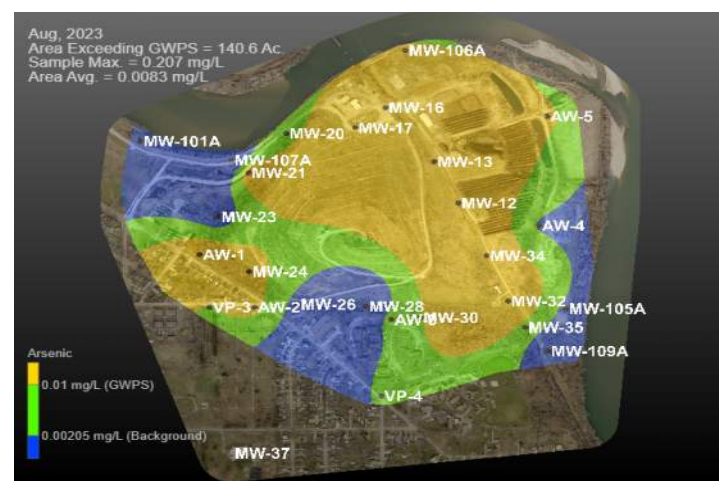 Aug, 2023
Area Exceeding GWPS = 140.6 Ac.
Sample Max. = 0.207 mg/L
Area Avg. = 0.0083 mg/L
MW-106A
MW-16
AW-5
MW-17
MW-20
MW-101A
MW-107A
MW-13
MW-21
MW-12
MW-23
AW-4
AW-1
MW-34
MW-24
MW-32
VP-3
AW-2
MW-26
MW-28
MW-105A
MW-30
MW-35
MW-109A
Arsenic
0.01 mg/L (GWPS)
VP-4
0.00205 mg/L (Background)
MW-37